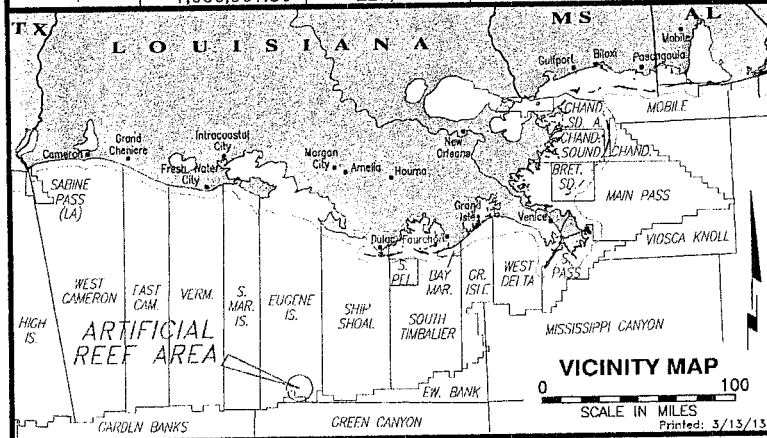 TX
LOUISIANA
MS
AL
Mobile
Gulfport
Biloxi
Pascagoula
MOBILE
CHAND.
SD. A.
CHAND.
SOUND
CHAND.
BRET.
SD.
MAIN PASS
VIOSCA KNOLL
Cameron
Grand
Cheniere
Intracoastal
City
Fresh Water
City
Morgan
City
Amelia
Houma
New
Orleans
Grand
Isle
Venice
Dulac
Fourchon
SABINE
PASS
(LA)
S.
PEL.
BAY
MAR.
GR.
ISLE
WEST
DELTA
S.
PASS
HIGH
IS.
WEST
CAMERON
EAST
CAM.
VERM.
S.
MAR.
IS.
EUGENE
IS.
SHIP
SHOAL
SOUTH
TIMBALIER
MISSISSIPPI CANYON
ARTIFICIAL
REEF AREA
EW. BANK
GARDEN BANKS
GREEN CANYON
VICINITY MAP
0
100
SCALE IN MILES
Printed: 3/13/13